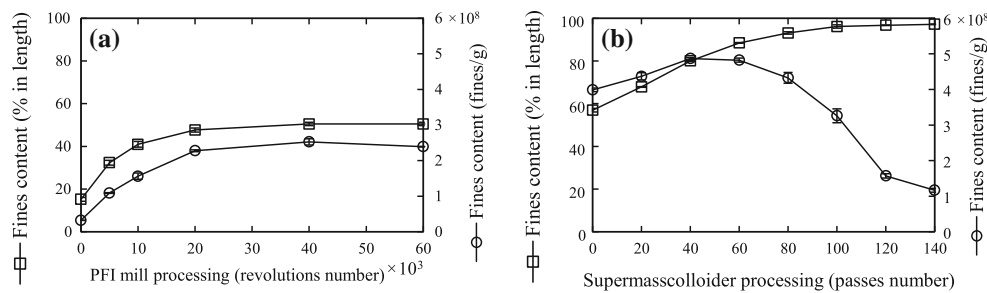 (a)
Fines content (% in length)
100
80
60
40
20
0
6 ×10⁸
5
4
3
2
1
0
Fines content (fines/g)
0 10 20 30 40 50 60
PFI mill processing (revolutions number) ×10³
(b)
Fines content (% in length)
100
80
60
40
20
0
6 ×10⁸
5
4
3
2
1
0
Fines content (fines/g)
0 20 40 60 80 100 120 140
Supermasscolloider processing (passes number)